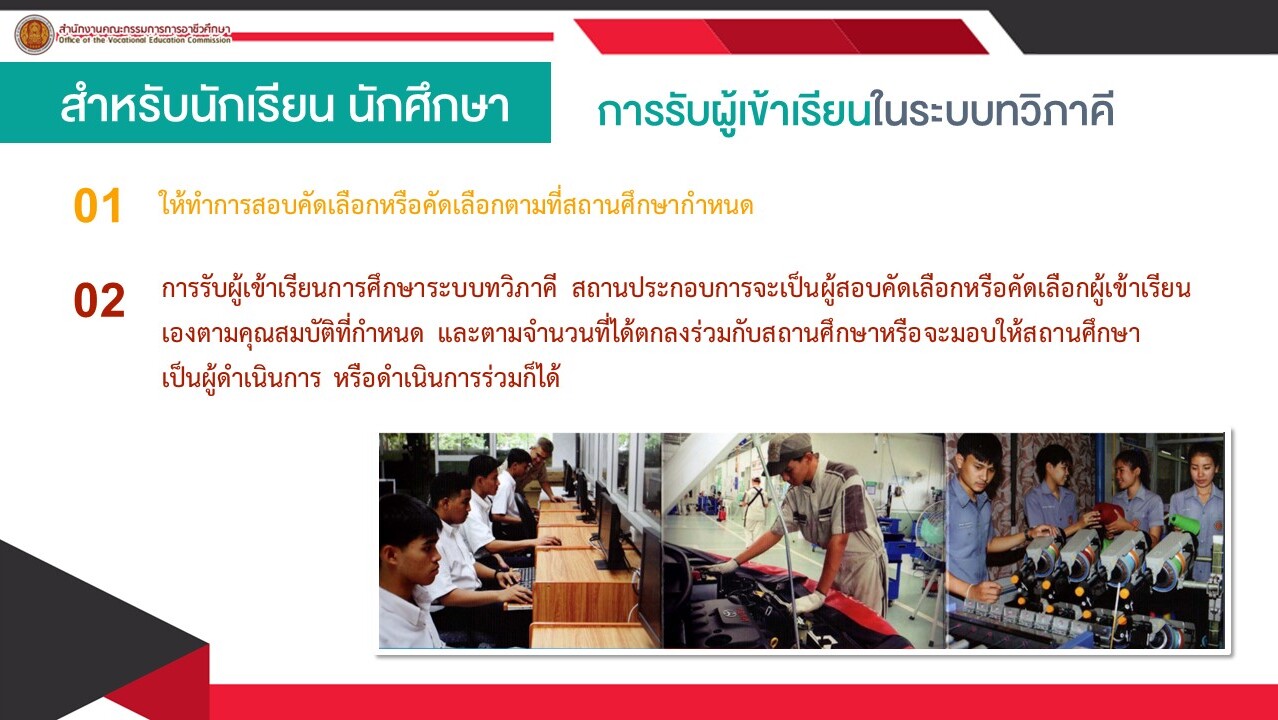 สำนักงานคณะกรรมการการอาชีวศึกษา
Office of the Vocational Education Commission
สำหรับนักเรียน นักศึกษา
การรับผู้เข้าเรียนในระบบทวิภาคี
01 ให้ทำการสอบคัดเลือกหรือคัดเลือกตามที่สถานศึกษากำหนด
02 การรับผู้เข้าเรียนการศึกษาระบบทวิภาคี สถานประกอบการจะเป็นผู้สอบคัดเลือกหรือคัดเลือกผู้เข้าเรียน
เองตามคุณสมบัติที่กำหนด และตามจำนวนที่ได้ตกลงร่วมกับสถานศึกษาหรือจะมอบให้สถานศึกษา
เป็นผู้ดำเนินการ หรือดำเนินการร่วมก็ได้